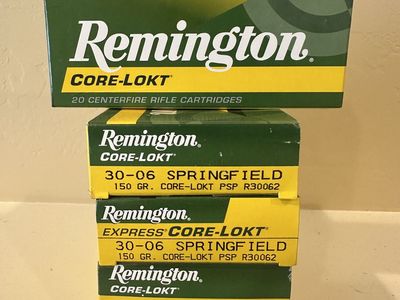 Remington.
CORE-LOKT
20 CENTERFIRE RIFLE CARTRIDGES
Remington.
CORE-LOKT
30-06 SPRINGFIELD
150 GR. CORE-LOKT PSP R30062
Remington.
EXPRESS® CORE-LOKT®
30-06 SPRINGFIELD
150 GR. CORE-LOKT PSP R30062
Remington.
CORE-LOKT